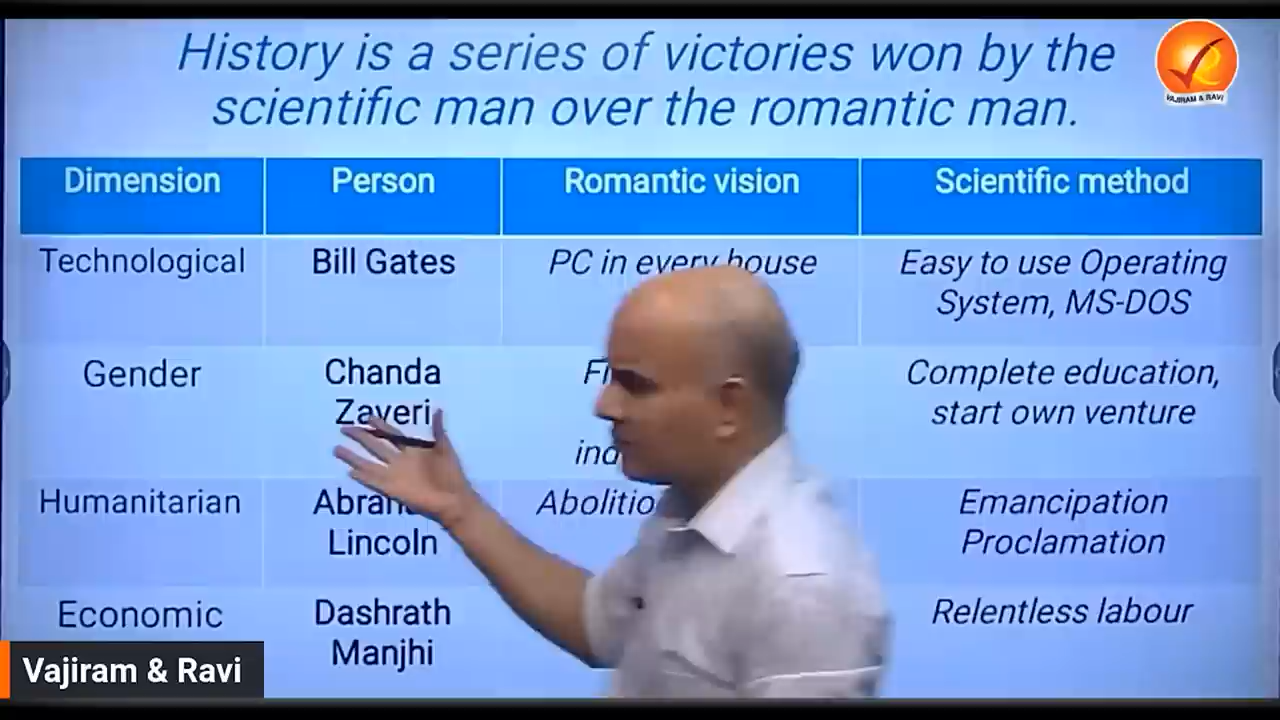 History is a series of victories won by the
scientific man over the romantic man.
VAJIRAM & RAVI
Dimension Person Romantic vision Scientific method
Technological Bill Gates PC in every house Easy to use Operating
System, MS-DOS
Gender Chanda Complete education,
Zaveri start own venture
Humanitarian Emancipation
Lincoln Proclamation
Economic Dashrath Relentless labour
Manjhi
Vajiram & Ravi